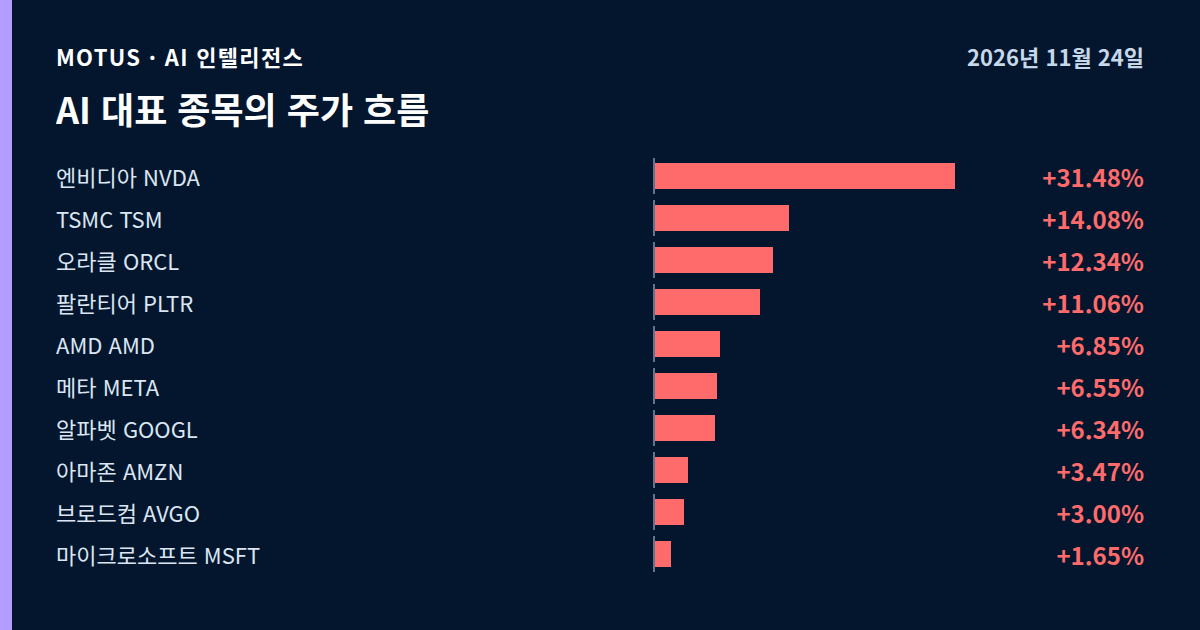 MOTUS · AI 인텔리전스 2026년 11월 24일
AI 대표 종목의 주가 흐름
엔비디아 NVDA +31.48%
TSMC TSM +14.08%
오라클 ORCL +12.34%
팔란티어 PLTR +11.06%
AMD AMD +6.85%
메타 META +6.55%
알파벳 GOOGL +6.34%
아마존 AMZN +3.47%
브로드컴 AVGO +3.00%
마이크로소프트 MSFT +1.65%